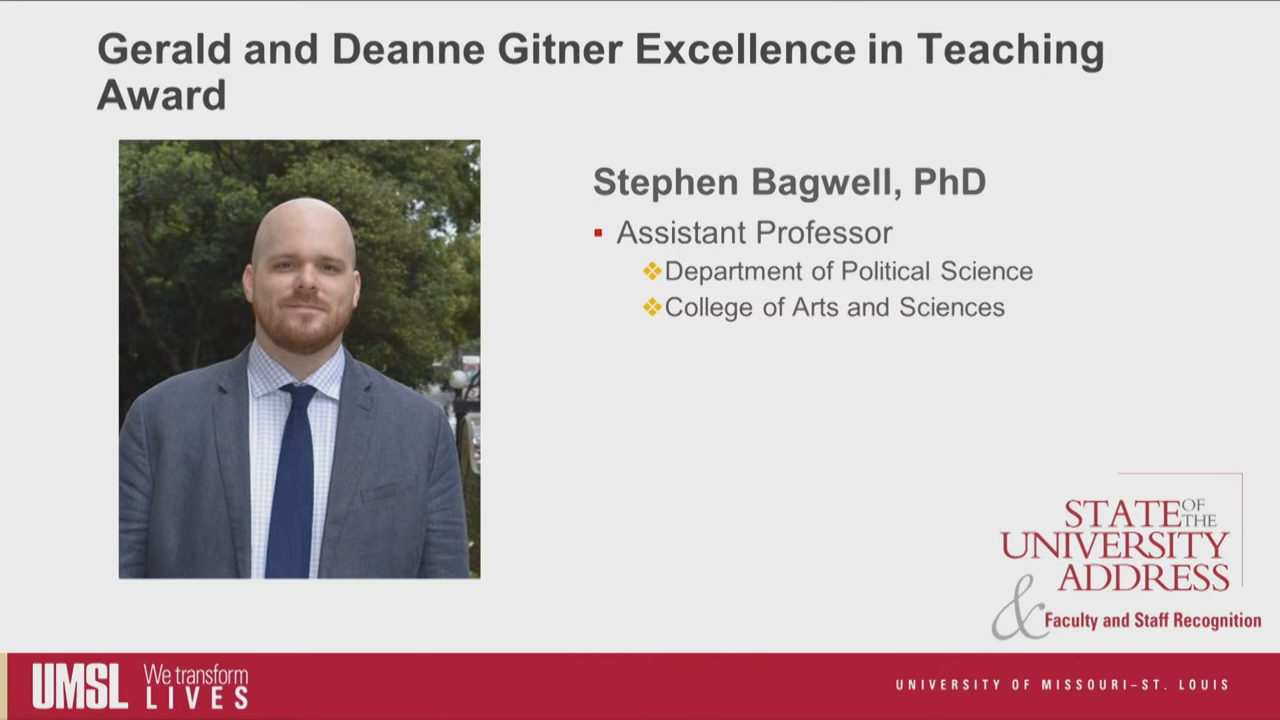 Gerald and Deanne Gitner Excellence in Teaching
Award
Stephen Bagwell, PhD
Assistant Professor
Department of Political Science
College of Arts and Sciences
STATE OF THE
UNIVERSITY
ADDRESS
& Faculty and Staff Recognition
UMSL We transform LIVES
UNIVERSITY OF MISSOURI–ST. LOUIS